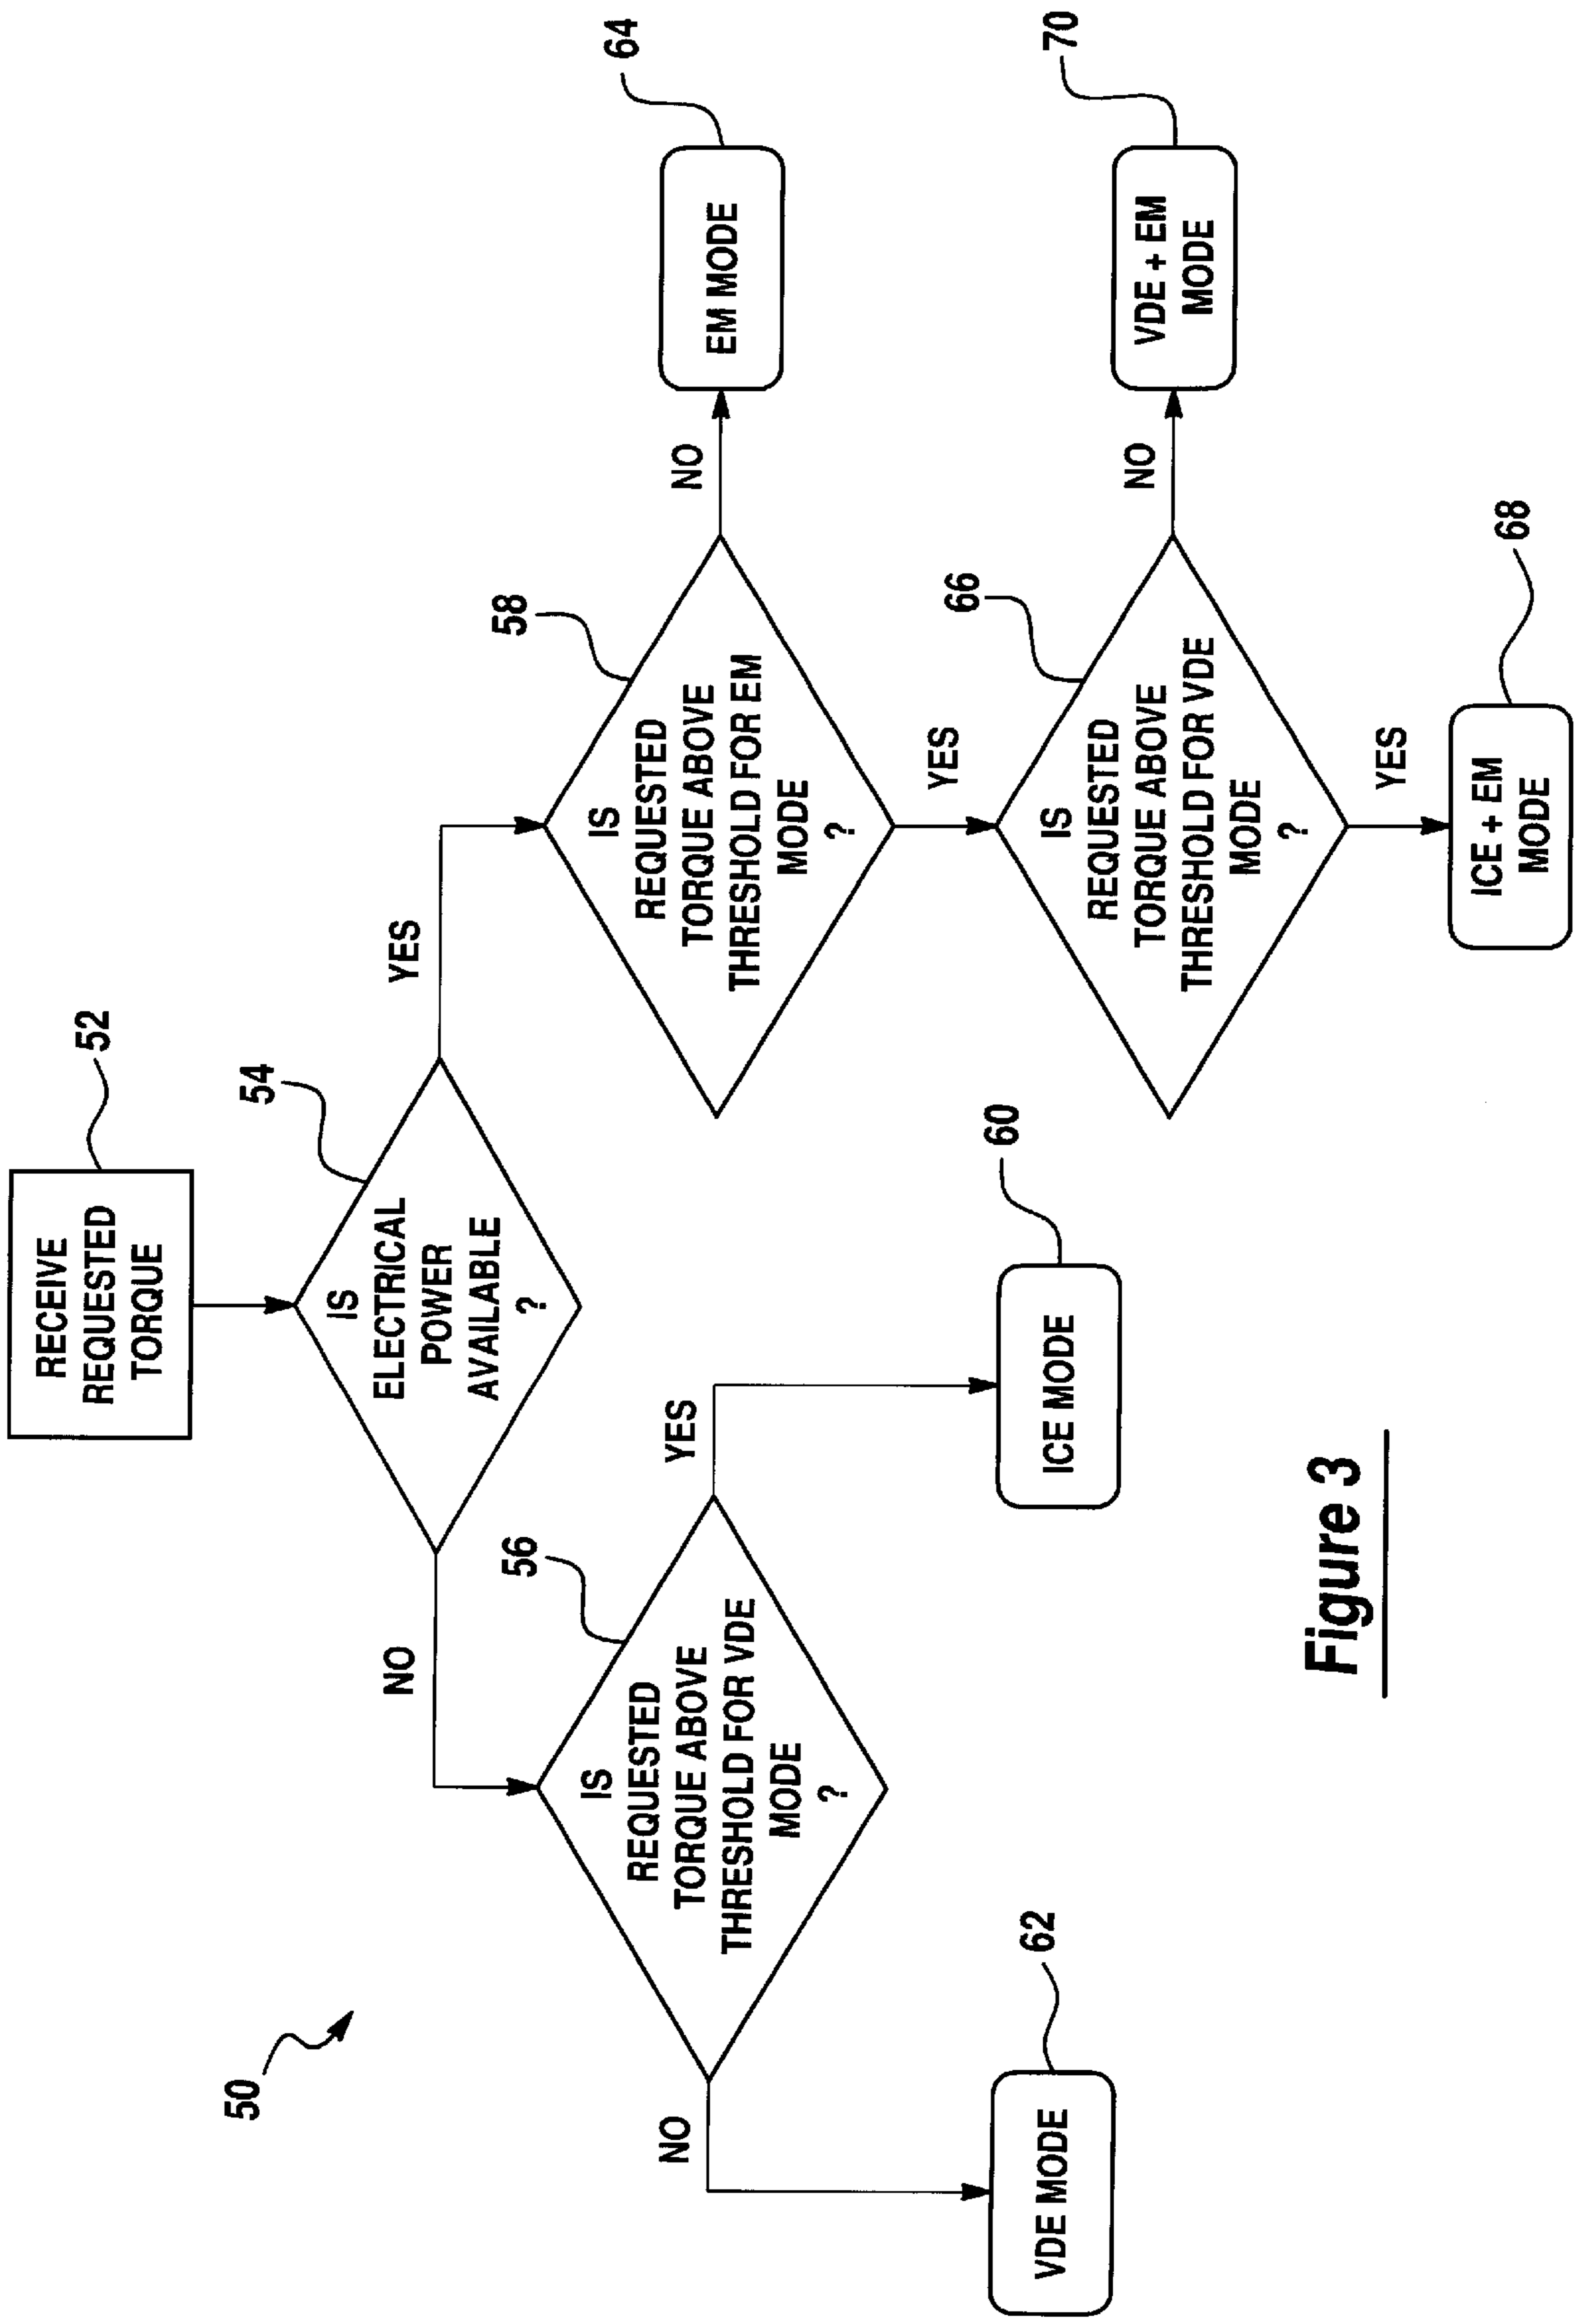 50
RECEIVE
REQUESTED
TORQUE
52
IS
ELECTRICAL
POWER
AVAILABLE
?
54
NO
YES
IS
REQUESTED
TORQUE ABOVE
THRESHOLD FOR VDE
MODE
?
56
NO
YES
VDE MODE
62
ICE MODE
60
IS
REQUESTED
TORQUE ABOVE
THRESHOLD FOR EM
MODE
?
58
NO
EM MODE
64
YES
IS
REQUESTED
TORQUE ABOVE
THRESHOLD FOR VDE
MODE
?
66
NO
VDE + EM
MODE
70
YES
ICE + EM
MODE
68
Figure 3